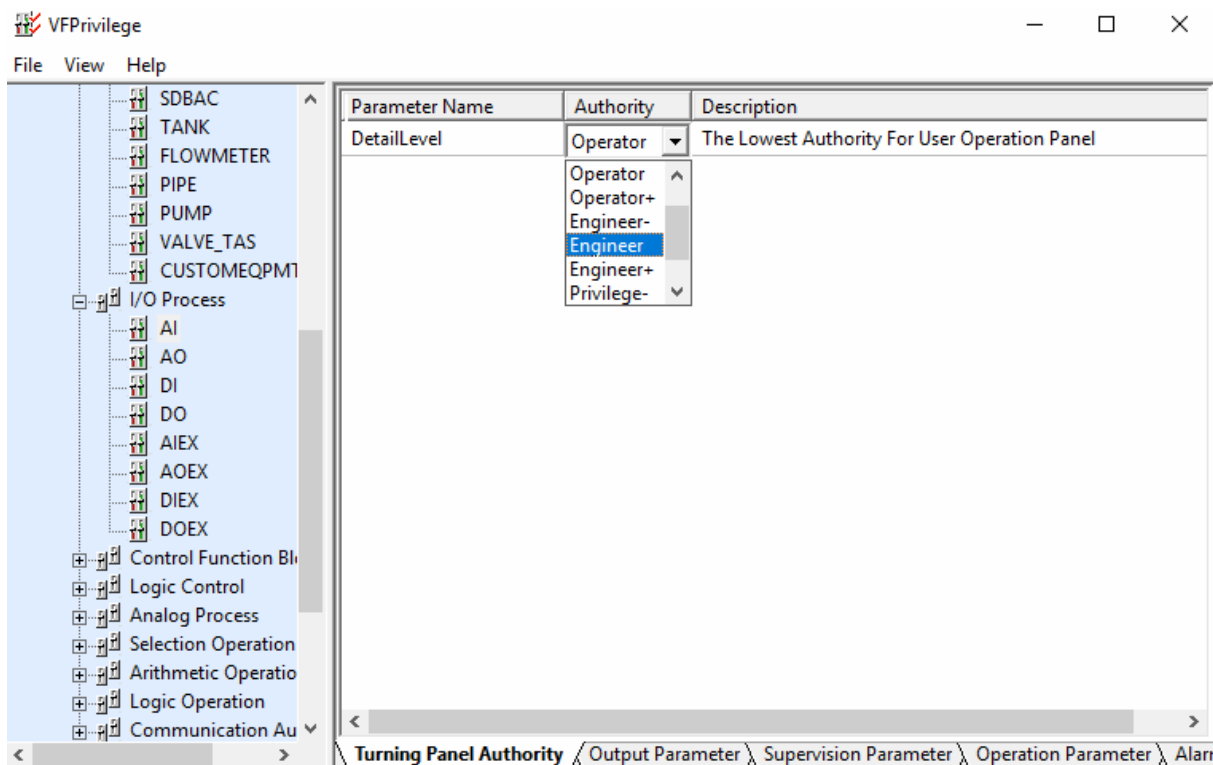 VFPrivilege
File View Help
SDBAC
TANK
FLOWMETER
PIPE
PUMP
VALVE_TAS
CUSTOMEQPMT
I/O Process
AI
AO
DI
DO
AIEX
AOEX
DIEX
DOEX
Control Function Blo
Logic Control
Analog Process
Selection Operation
Arithmetic Operatio
Logic Operation
Communication Au
Parameter Name Authority Description
DetailLevel Operator The Lowest Authority For User Operation Panel
Operator
Operator+
Engineer-
Engineer
Engineer+
Privilege-
Turning Panel Authority Output Parameter Supervision Parameter Operation Parameter Alarr